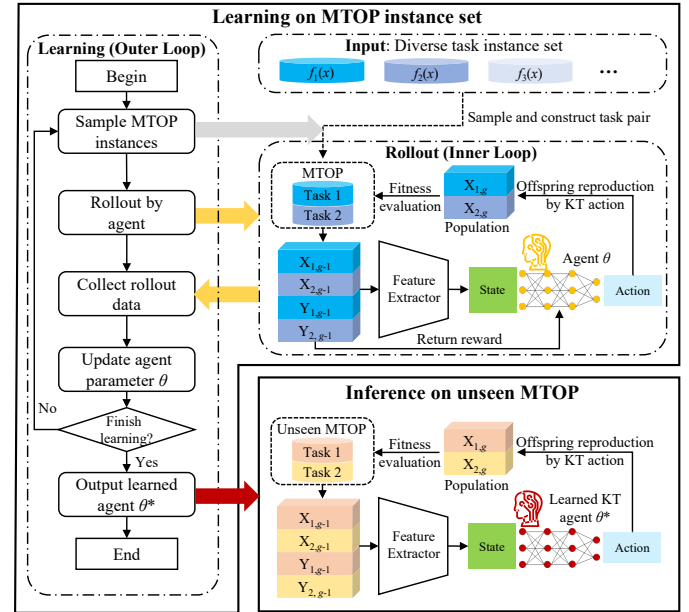 Learning on MTOP instance set
Learning (Outer Loop)
Begin
Sample MTOP
instances
Rollout by
agent
Collect rollout
data
Update agent
parameter θ
No
Finish
learning?
Yes
Output learned
agent θ*
End
Input: Diverse task instance set
f₁(x)
f₂(x)
f₃(x)
...
Sample and construct task pair
Rollout (Inner Loop)
MTOP
Task 1
Task 2
Fitness
evaluation
X₁,g
X₂,g
Population
Offspring reproduction
by KT action
X₁,g-1
X₂,g-1
Y₁,g-1
Y₂, g-1
Feature
Extractor
State
Agent θ
Action
Return reward
Inference on unseen MTOP
Unseen MTOP
Task 1
Task 2
Fitness
evaluation
X₁,g
X₂,g
Population
Offspring reproduction
by KT action
X₁,g-1
X₂,g-1
Y₁,g-1
Y₂, g-1
Feature
Extractor
State
Learned KT
agent θ*
Action